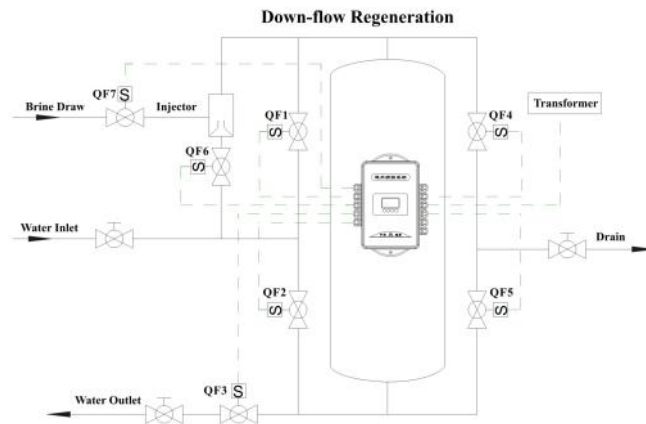 Down-flow Regeneration
QF7
S
Brine Draw
Injector
QF1
S
QF4
S
Transformer
QF6
S
Water Inlet
Drain
QF2
S
QF5
S
QF3
S
Water Outlet